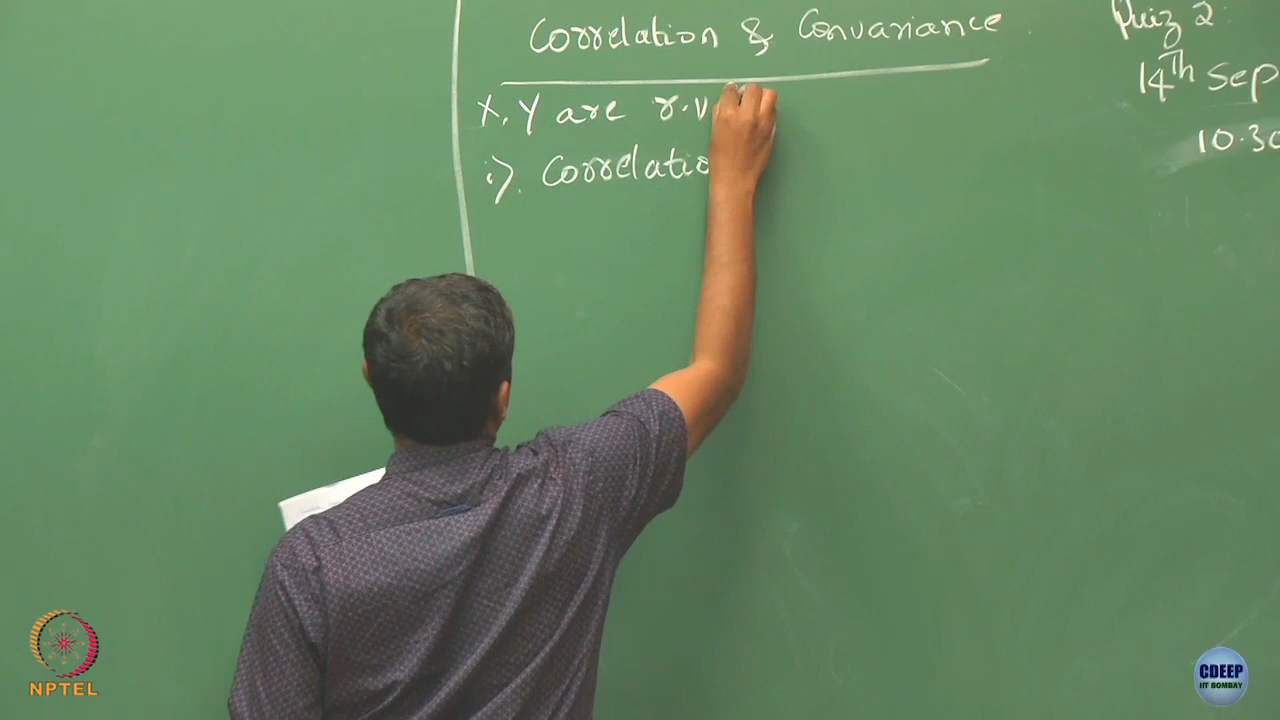 Correlation & Convariance
X, Y are r.v
i). Correlatio
Quiz 2
14Th Sep
10.30
NPTEL
CDEEP
IIT BOMBAY